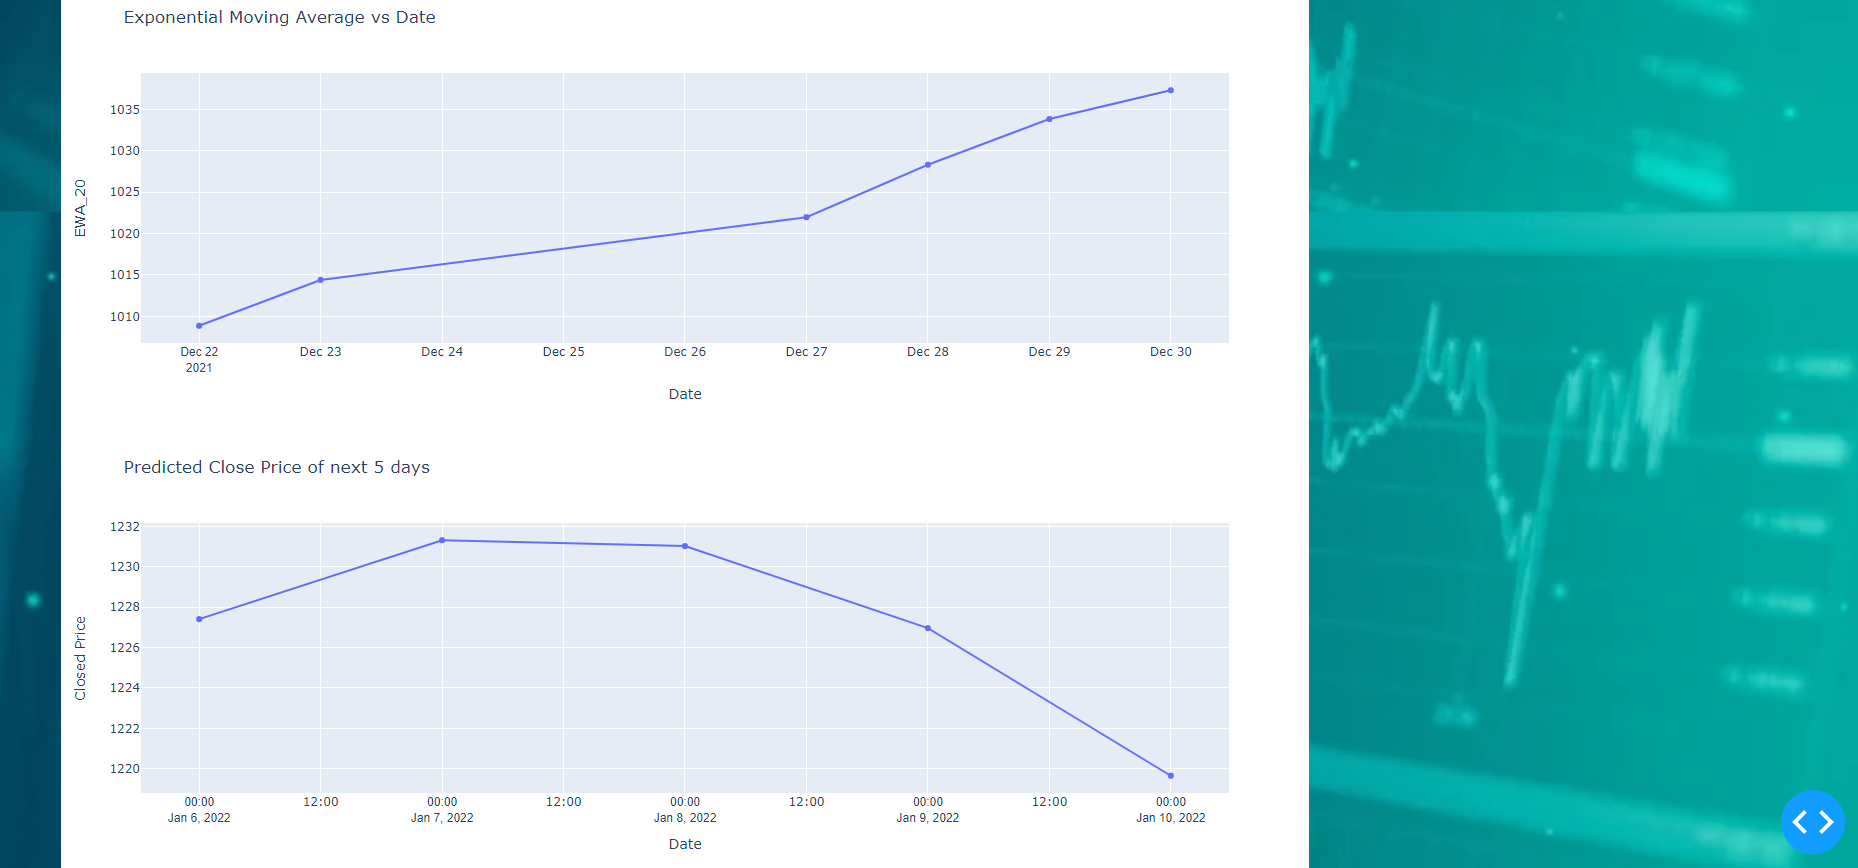 Exponential Moving Average vs Date
EWA_20
1035
1030
1025
1020
1015
1010
Dec 22 Dec 23 Dec 24 Dec 25 Dec 26 Dec 27 Dec 28 Dec 29 Dec 30
2021
Date
Predicted Close Price of next 5 days
Closed Price
1232
1230
1228
1226
1224
1222
1220
00:00 12:00 00:00 12:00 00:00 12:00 00:00 12:00 00:00
Jan 6, 2022 Jan 7, 2022 Jan 8, 2022 Jan 9, 2022 Jan 10, 2022
Date